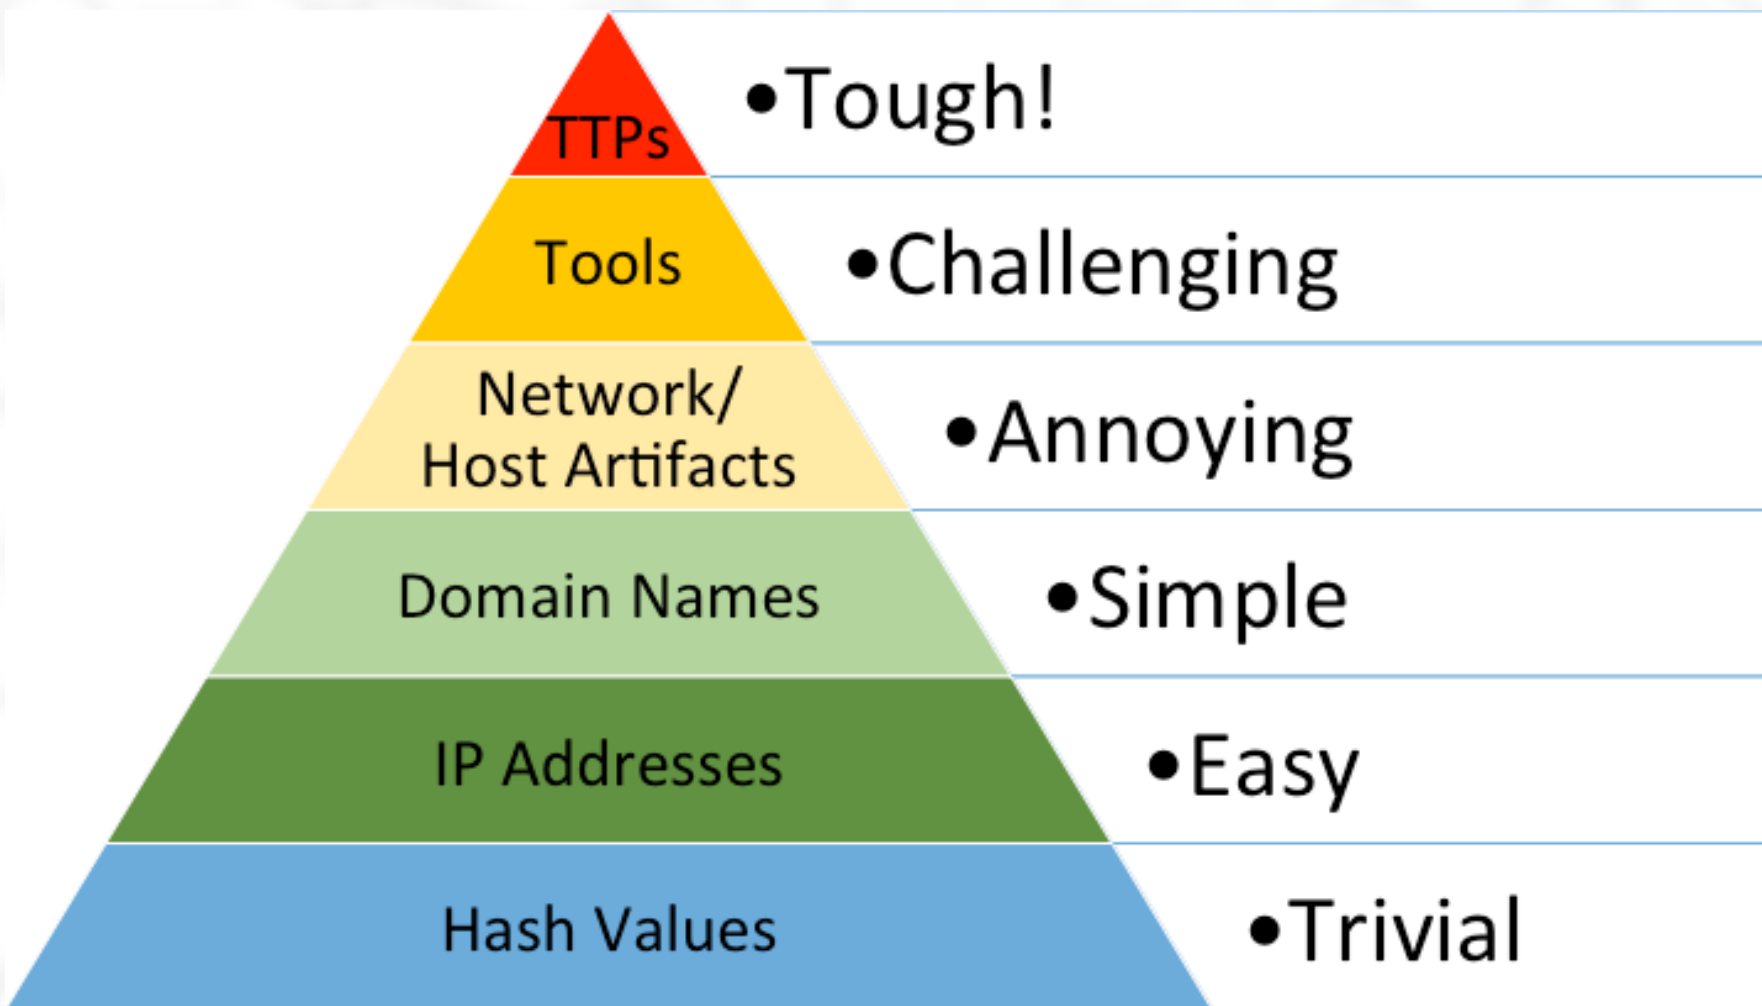 TTPs
•Tough!
Tools
•Challenging
Network/
Host Artifacts
•Annoying
Domain Names
•Simple
IP Addresses
•Easy
Hash Values
•Trivial